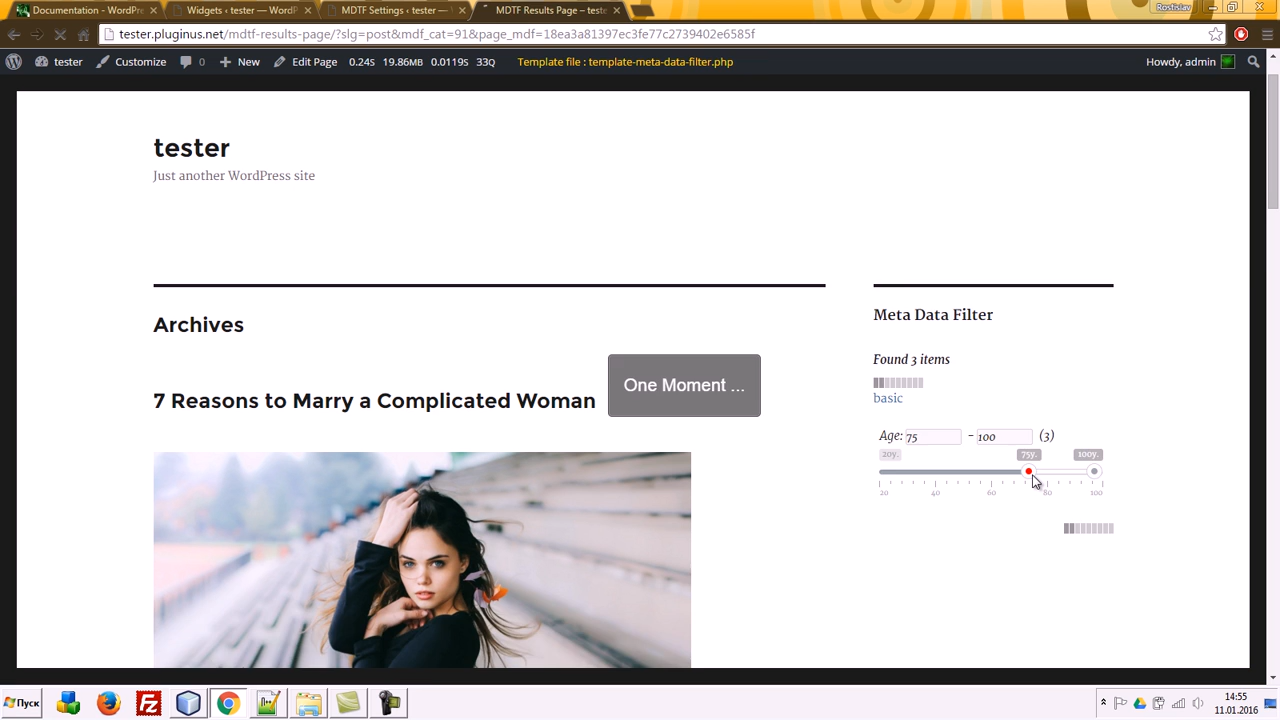 Documentation - WordPre
Widgets ‹ tester — WordP
MDTF Settings ‹ tester —
MDTF Results Page – teste
Rostislav
tester.pluginus.net/mdtf-results-page/?slg=post&mdf_cat=91&page_mdf=18ea3a81397ec3fe77c2739402e6585f
tester Customize 0 New Edit Page 0.24S 19.86MB 0.0119S 33Q Template file : template-meta-data-filter.php Howdy, admin
tester
Just another WordPress site
Archives
7 Reasons to Marry a Complicated Woman
One Moment ...
Meta Data Filter
Found 3 items
basic
Age: 75 - 100 (3)
20y. 75y. 100y.
20 40 60 80 100
Пуск
14:55
11.01.2016